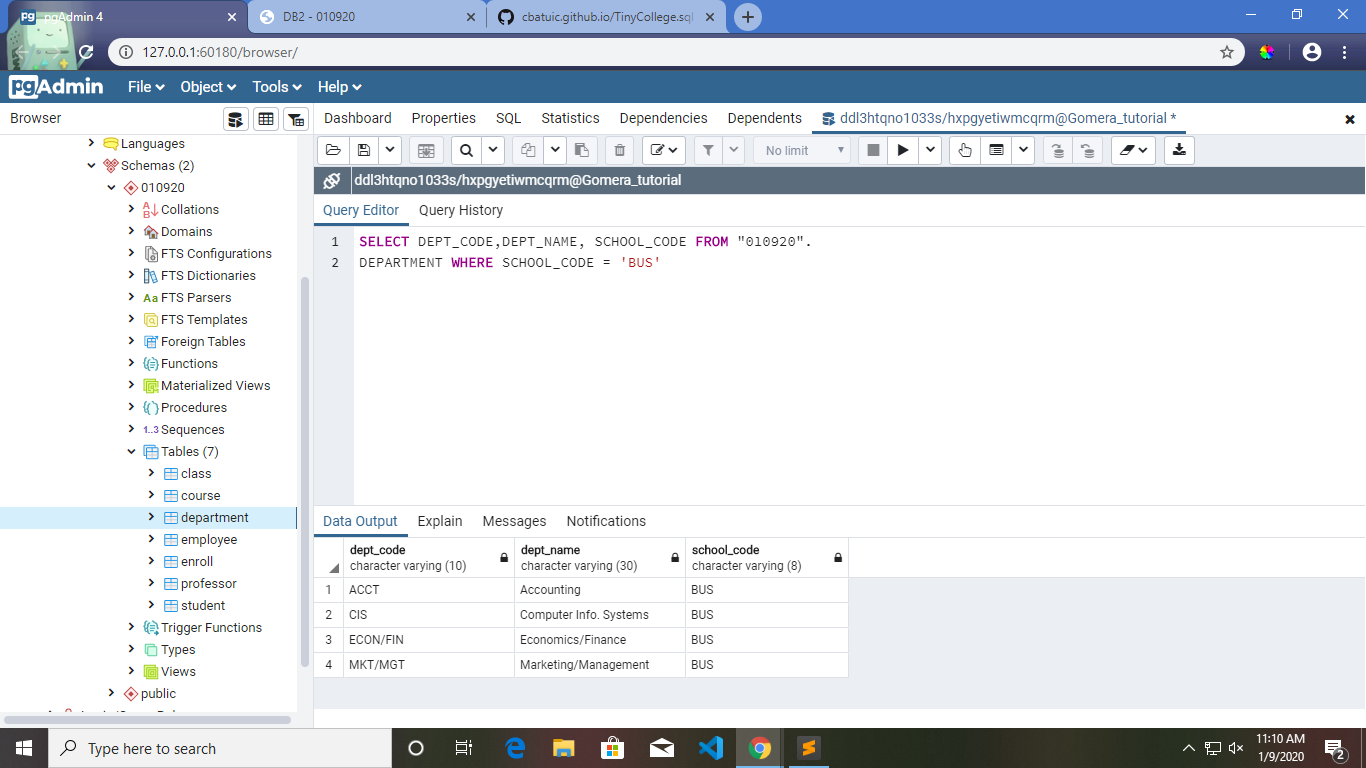 pgAdmin 4
DB2 - 010920
cbatuic.github.io/TinyCollege.sql
127.0.0.1:60180/browser/
pgAdmin File Object Tools Help
Browser
Dashboard Properties SQL Statistics Dependencies Dependents ddl3htqno1033s/hxpgyetiwmcqrm@Gomera_tutorial *
No limit
ddl3htqno1033s/hxpgyetiwmcqrm@Gomera_tutorial
Query Editor Query History
1 SELECT DEPT_CODE,DEPT_NAME, SCHOOL_CODE FROM "010920".
2 DEPARTMENT WHERE SCHOOL_CODE = 'BUS'
Languages
Schemas (2)
010920
Collations
Domains
FTS Configurations
FTS Dictionaries
Aa FTS Parsers
FTS Templates
Foreign Tables
Functions
Materialized Views
Procedures
1..3 Sequences
Tables (7)
class
course
department
employee
enroll
professor
student
Trigger Functions
Types
Views
public
Data Output Explain Messages Notifications
dept_code dept_name school_code
character varying (10) character varying (30) character varying (8)
1 ACCT Accounting BUS
2 CIS Computer Info. Systems BUS
3 ECON/FIN Economics/Finance BUS
4 MKT/MGT Marketing/Management BUS
Type here to search
11:10 AM
1/9/2020
2